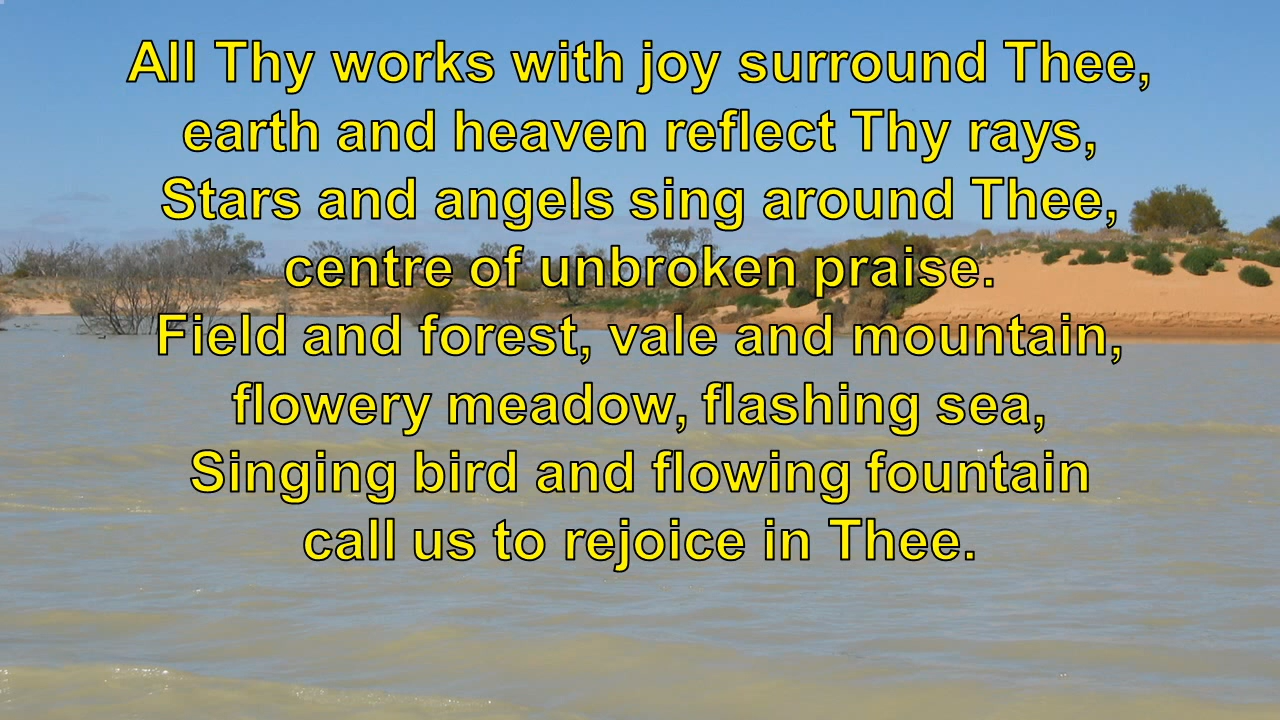 All Thy works with joy surround Thee,
earth and heaven reflect Thy rays,
Stars and angels sing around Thee,
centre of unbroken praise.
Field and forest, vale and mountain,
flowery meadow, flashing sea,
Singing bird and flowing fountain
call us to rejoice in Thee.